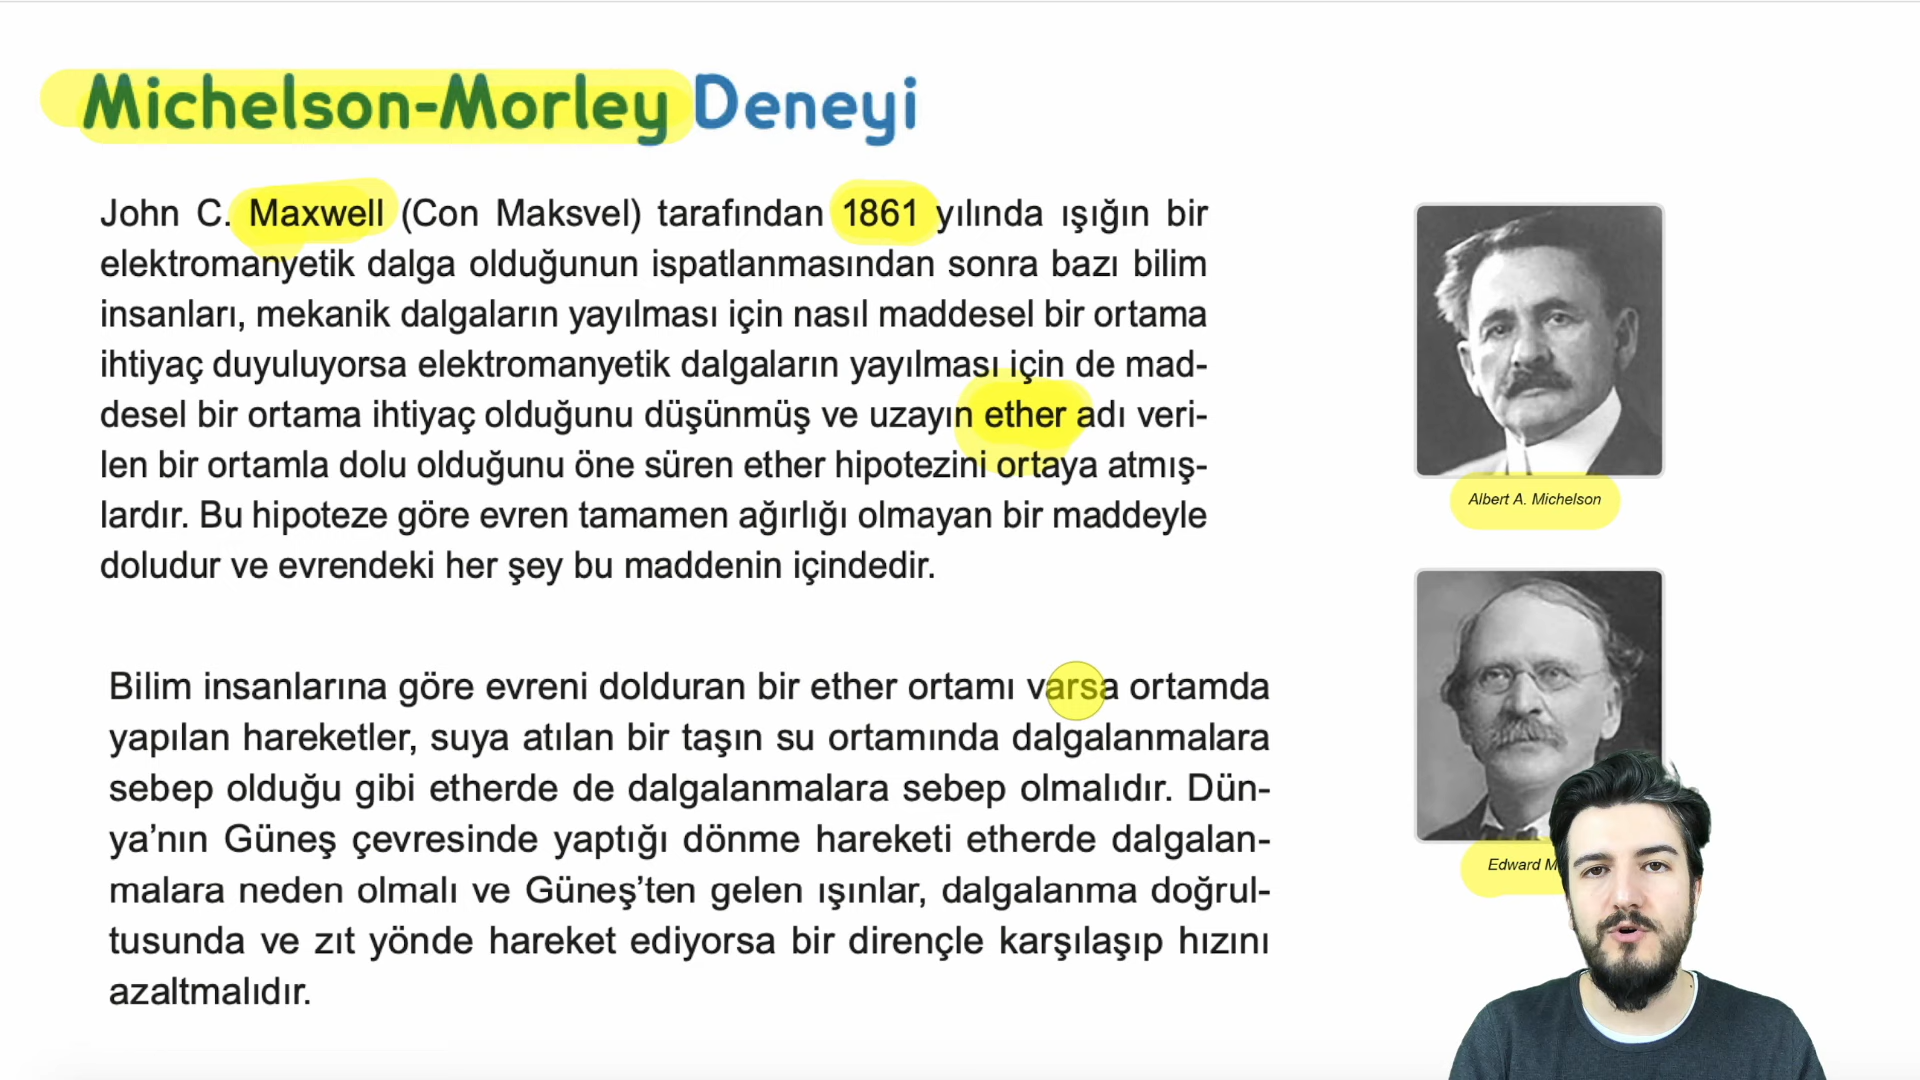 Michelson-Morley Deneyi
John C. Maxwell (Con Maksvel) tarafından 1861 yılında ışığın bir
elektromanyetik dalga olduğunun ispatlanmasından sonra bazı bilim
insanları, mekanik dalgaların yayılması için nasıl maddesel bir ortama
ihtiyaç duyuluyorsa elektromanyetik dalgaların yayılması için de mad-
desel bir ortama ihtiyaç olduğunu düşünmüş ve uzayın ether adı veri-
len bir ortamla dolu olduğunu öne süren ether hipotezini ortaya atmış-
lardır. Bu hipoteze göre evren tamamen ağırlığı olmayan bir maddeyle
doludur ve evrendeki her şey bu maddenin içindedir.
Bilim insanlarına göre evreni dolduran bir ether ortamı varsa ortamda
yapılan hareketler, suya atılan bir taşın su ortamında dalgalanmalara
sebep olduğu gibi etherde de dalgalanmalara sebep olmalıdır. Dün-
ya’nın Güneş çevresinde yaptığı dönme hareketi etherde dalgalan-
malara neden olmalı ve Güneş’ten gelen ışınlar, dalgalanma doğrul-
tusunda ve zıt yönde hareket ediyorsa bir dirençle karşılaşıp hızını
azaltmalıdır.
Albert A. Michelson
Edward